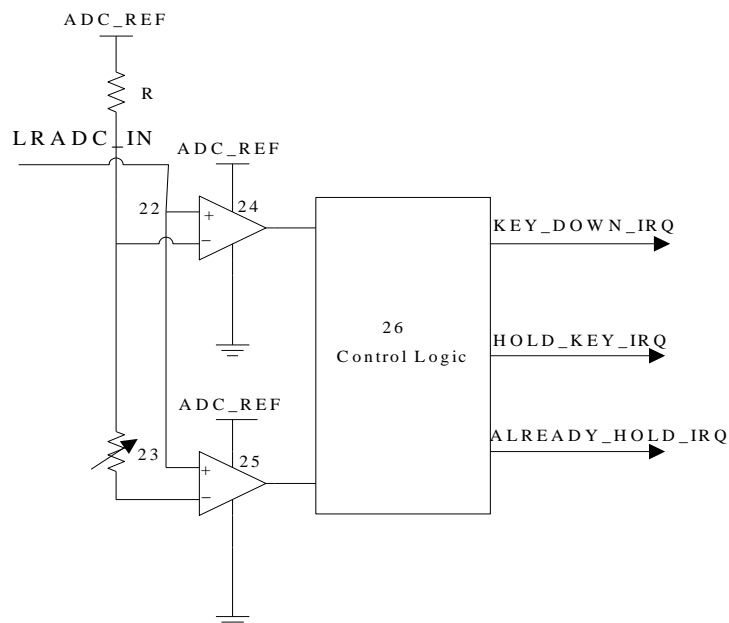 ADC_REF
R
LRADC_IN
ADC_REF
22
24
+
−
KEY_DOWN_IRQ
26
Control Logic
HOLD_KEY_IRQ
ADC_REF
ALREADY_HOLD_IRQ
23
25
+
−